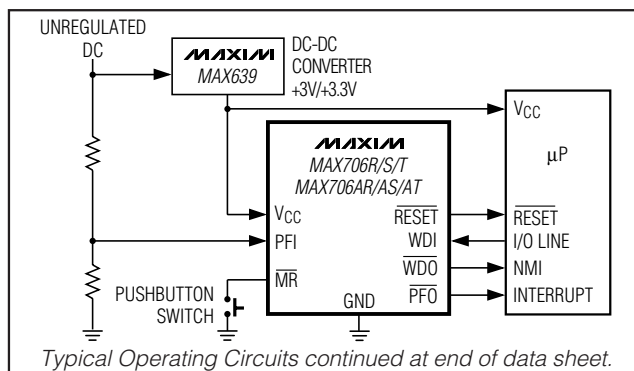 UNREGULATED
DC
MAXIM
MAX639
DC-DC
CONVERTER
+3V/+3.3V
MAXIM
MAX706R/S/T
MAX706AR/AS/AT
VCC
PFI
MR
GND
RESET
WDI
WDO
PFO
VCC
μP
RESET
I/O LINE
NMI
INTERRUPT
PUSHBUTTON
SWITCH
Typical Operating Circuits continued at end of data sheet.